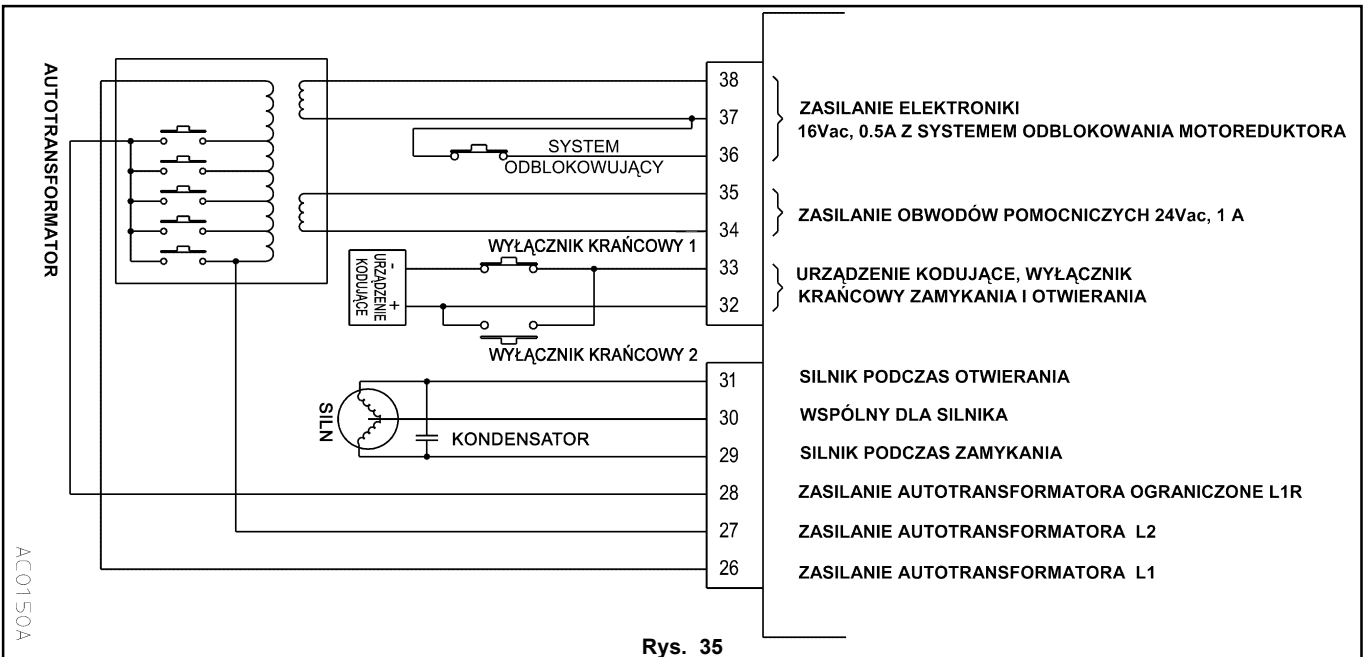 AUTOTRANSFORMATOR
38
ZASILANIE ELEKTRONIKI
16Vac, 0.5A Z SYSTEMEM ODBLOKOWANIA MOTOREDUKTORA
37
SYSTEM
ODBLOKOWUJĄCY
36
35
ZASILANIE OBWODÓW POMOCNICZYCH 24Vac, 1 A
34
WYŁĄCZNIK KRAŃCOWY 1
- +
URZĄDZENIE
KODUJĄCE
33
URZĄDZENIE KODUJĄCE, WYŁĄCZNIK
KRAŃCOWY ZAMYKANIA I OTWIERANIA
32
WYŁĄCZNIK KRAŃCOWY 2
31
SILNIK PODCZAS OTWIERANIA
SILN
30
WSPÓLNY DLA SILNIKA
KONDENSATOR
29
SILNIK PODCZAS ZAMYKANIA
28
ZASILANIE AUTOTRANSFORMATORA OGRANICZONE L1R
27
ZASILANIE AUTOTRANSFORMATORA L2
26
ZASILANIE AUTOTRANSFORMATORA L1
AC0150A
Rys. 35